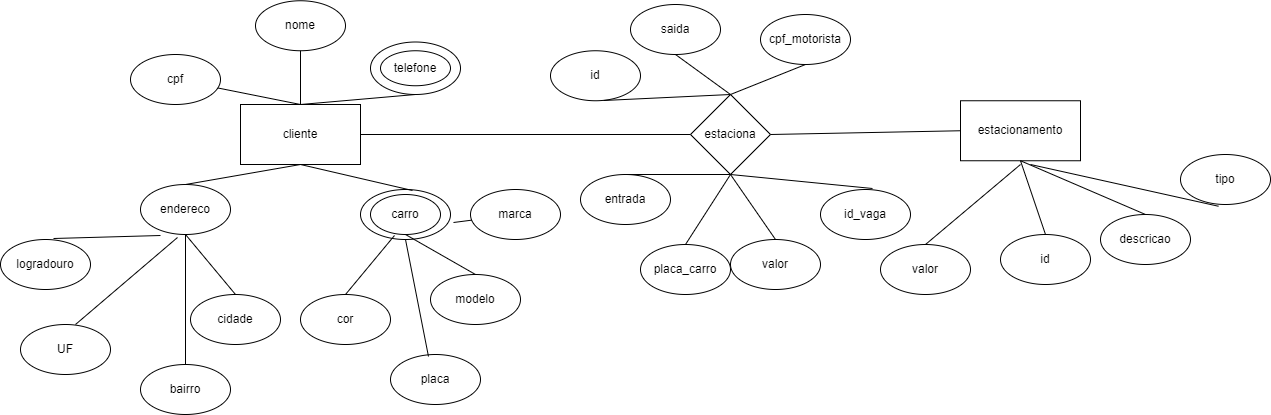 nome
saida
cpf_motorista
cpf
telefone
id
cliente
estaciona
estacionamento
tipo
endereco
carro
marca
entrada
id_vaga
descricao
logradouro
placa_carro
valor
valor
id
modelo
cidade
cor
UF
bairro
placa